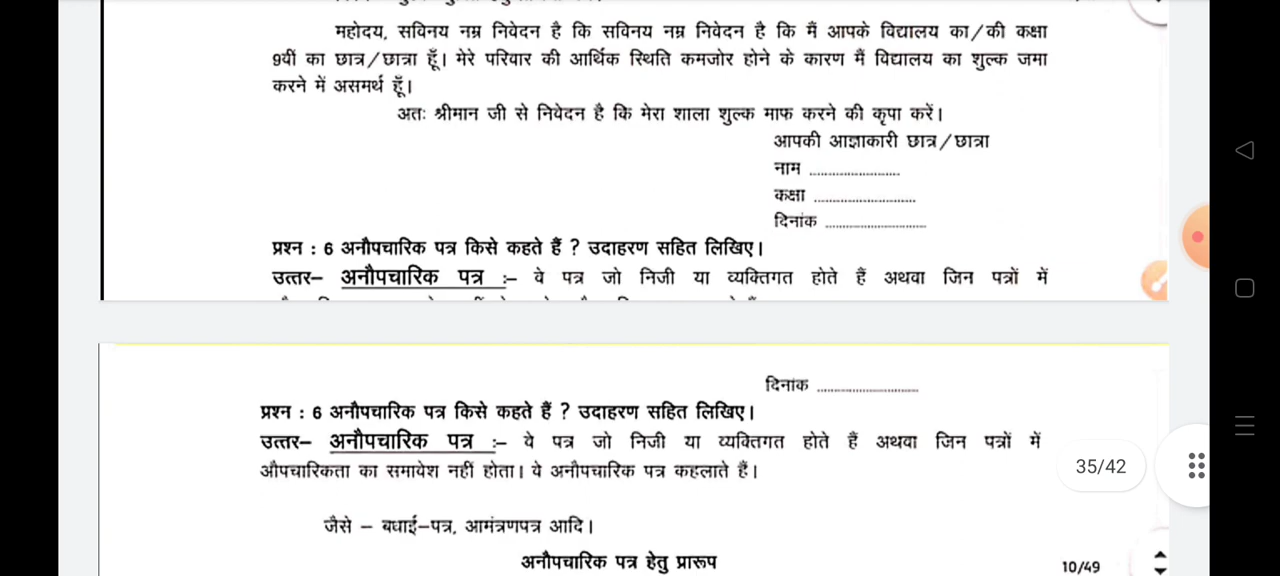 महोदय, सविनय नम्र निवेदन है कि सविनय नम्र निवेदन है कि मैं आपके विद्यालय का/की कक्षा
9वीं का छात्र/छात्रा हूँ। मेरे परिवार की आर्थिक स्थिति कमजोर होने के कारण मैं विद्यालय का शुल्क जमा
करने में असमर्थ हूँ।
अतः श्रीमान जी से निवेदन है कि मेरा शाला शुल्क माफ करने की कृपा करें।
आपकी आज्ञाकारी छात्र/छात्रा
नाम ..........................
कक्षा .............................
दिनांक .............................
प्रश्न : 6 अनौपचारिक पत्र किसे कहते हैं ? उदाहरण सहित लिखिए।
उत्तर– अनौपचारिक पत्र :– वे पत्र जो निजी या व्यक्तिगत होते हैं अथवा जिन पत्रों में
दिनांक .............................
प्रश्न : 6 अनौपचारिक पत्र किसे कहते हैं ? उदाहरण सहित लिखिए।
उत्तर– अनौपचारिक पत्र :– वे पत्र जो निजी या व्यक्तिगत होते हैं अथवा जिन पत्रों में
औपचारिकता का समावेश नहीं होता। वे अनौपचारिक पत्र कहलाते हैं।
35/42
जैसे – बधाई–पत्र, आमंत्रणपत्र आदि।
अनौपचारिक पत्र हेतु प्रारूप
10/49